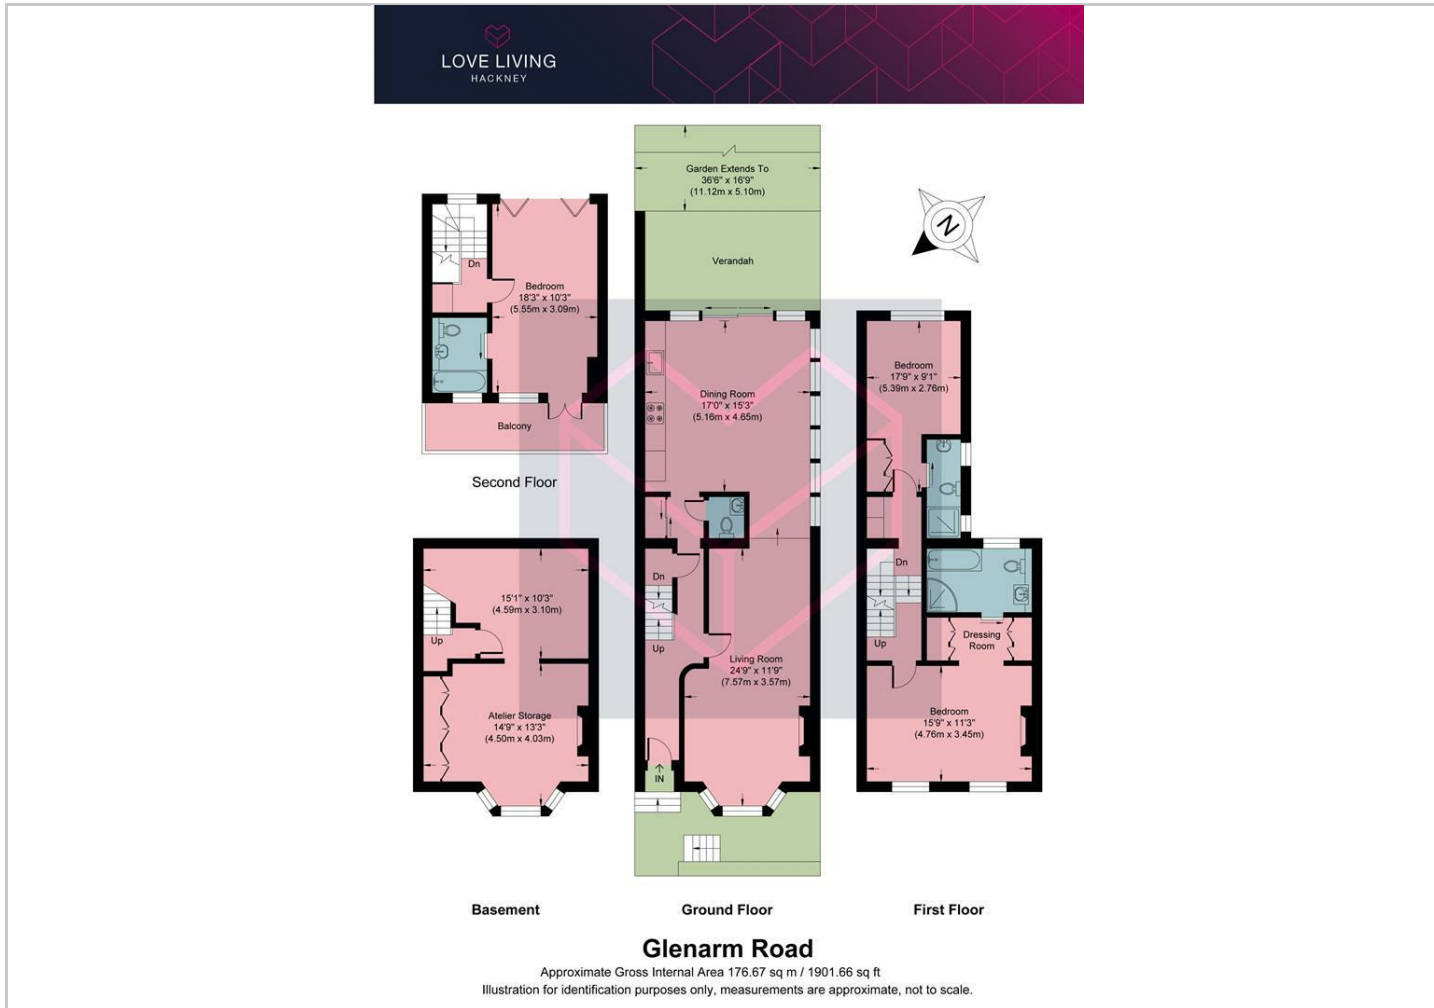 LOVE LIVING
HACKNEY
Garden Extends To
36'6" x 16'9"
(11.12m x 5.10m)
N
Verandah
Dn
Bedroom
18'3" x 10'3"
(5.55m x 3.09m)
Balcony
Second Floor
Dining Room
17'0" x 15'3"
(5.16m x 4.65m)
Bedroom
17'9" x 9'1"
(5.39m x 2.76m)
15'1" x 10'3"
(4.59m x 3.10m)
Up
Atelier Storage
14'9" x 13'3"
(4.50m x 4.03m)
Dn
Up
Living Room
24'9" x 11'9"
(7.57m x 3.57m)
IN
Dn
Up
Dressing
Room
Bedroom
15'9" x 11'3"
(4.76m x 3.45m)
Basement
Ground Floor
First Floor
Glenarm Road
Approximate Gross Internal Area 176.67 sq m / 1901.66 sq ft
Illustration for identification purposes only, measurements are approximate, not to scale.